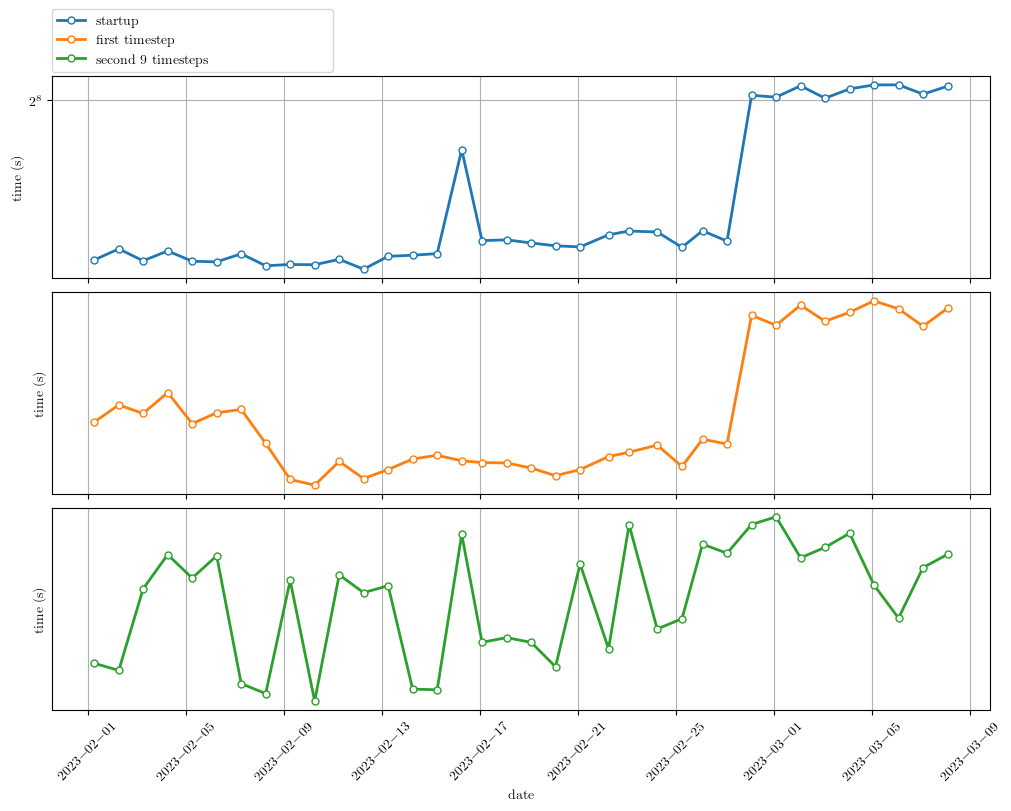 startup
first timestep
second 9 timesteps
2⁸
time (s)
time (s)
time (s)
2023−02−01
2023−02−05
2023−02−09
2023−02−13
2023−02−17
2023−02−21
2023−02−25
2023−03−01
2023−03−05
2023−03−09
date